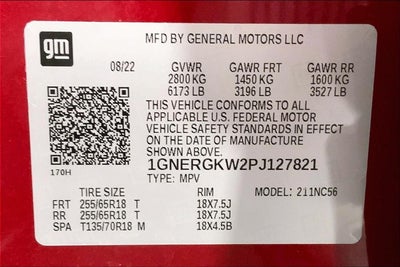 gm
MFD BY GENERAL MOTORS LLC
08/22 GVWR GAWR FRT GAWR RR
2800 KG 1450 KG 1600 KG
6173 LB 3196 LB 3527 LB
THIS VEHICLE CONFORMS TO ALL
APPLICABLE U.S. FEDERAL MOTOR
VEHICLE SAFETY STANDARDS IN EFFECT
ON THE DATE OF MANUFACTURE
SHOWN ABOVE.
170H
1GNERGKW2PJ127821
TYPE: MPV
TIRE SIZE RIM MODEL: 211NC56
FRT 255/65R18 T 18X7.5J
RR 255/65R18 T 18X7.5J
SPA T135/70R18 M 18X4.5B